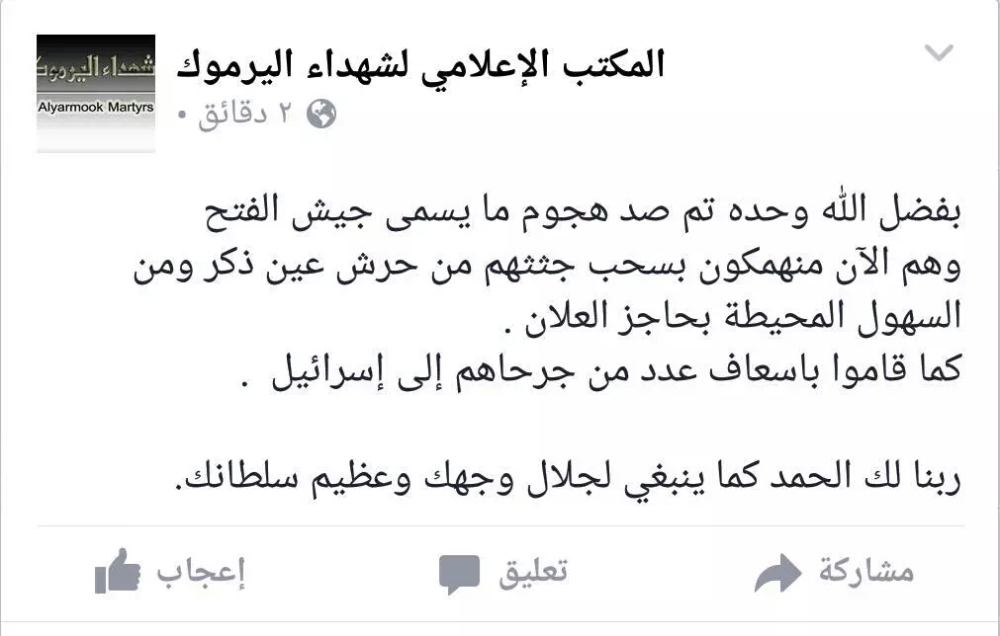 شهداء اليرموك
Alyarmook Martyrs
المكتب الإعلامي لشهداء اليرموك
٢ دقائق •
بفضل الله وحده تم صد هجوم ما يسمى جيش الفتح
وهم الآن منهمكون بسحب جثثهم من حرش عين ذكر ومن
السهول المحيطة بحاجز العلان .
كما قاموا باسعاف عدد من جرحاهم إلى إسرائيل .
ربنا لك الحمد كما ينبغي لجلال وجهك وعظيم سلطانك.
مشاركة
تعليق
إعجاب